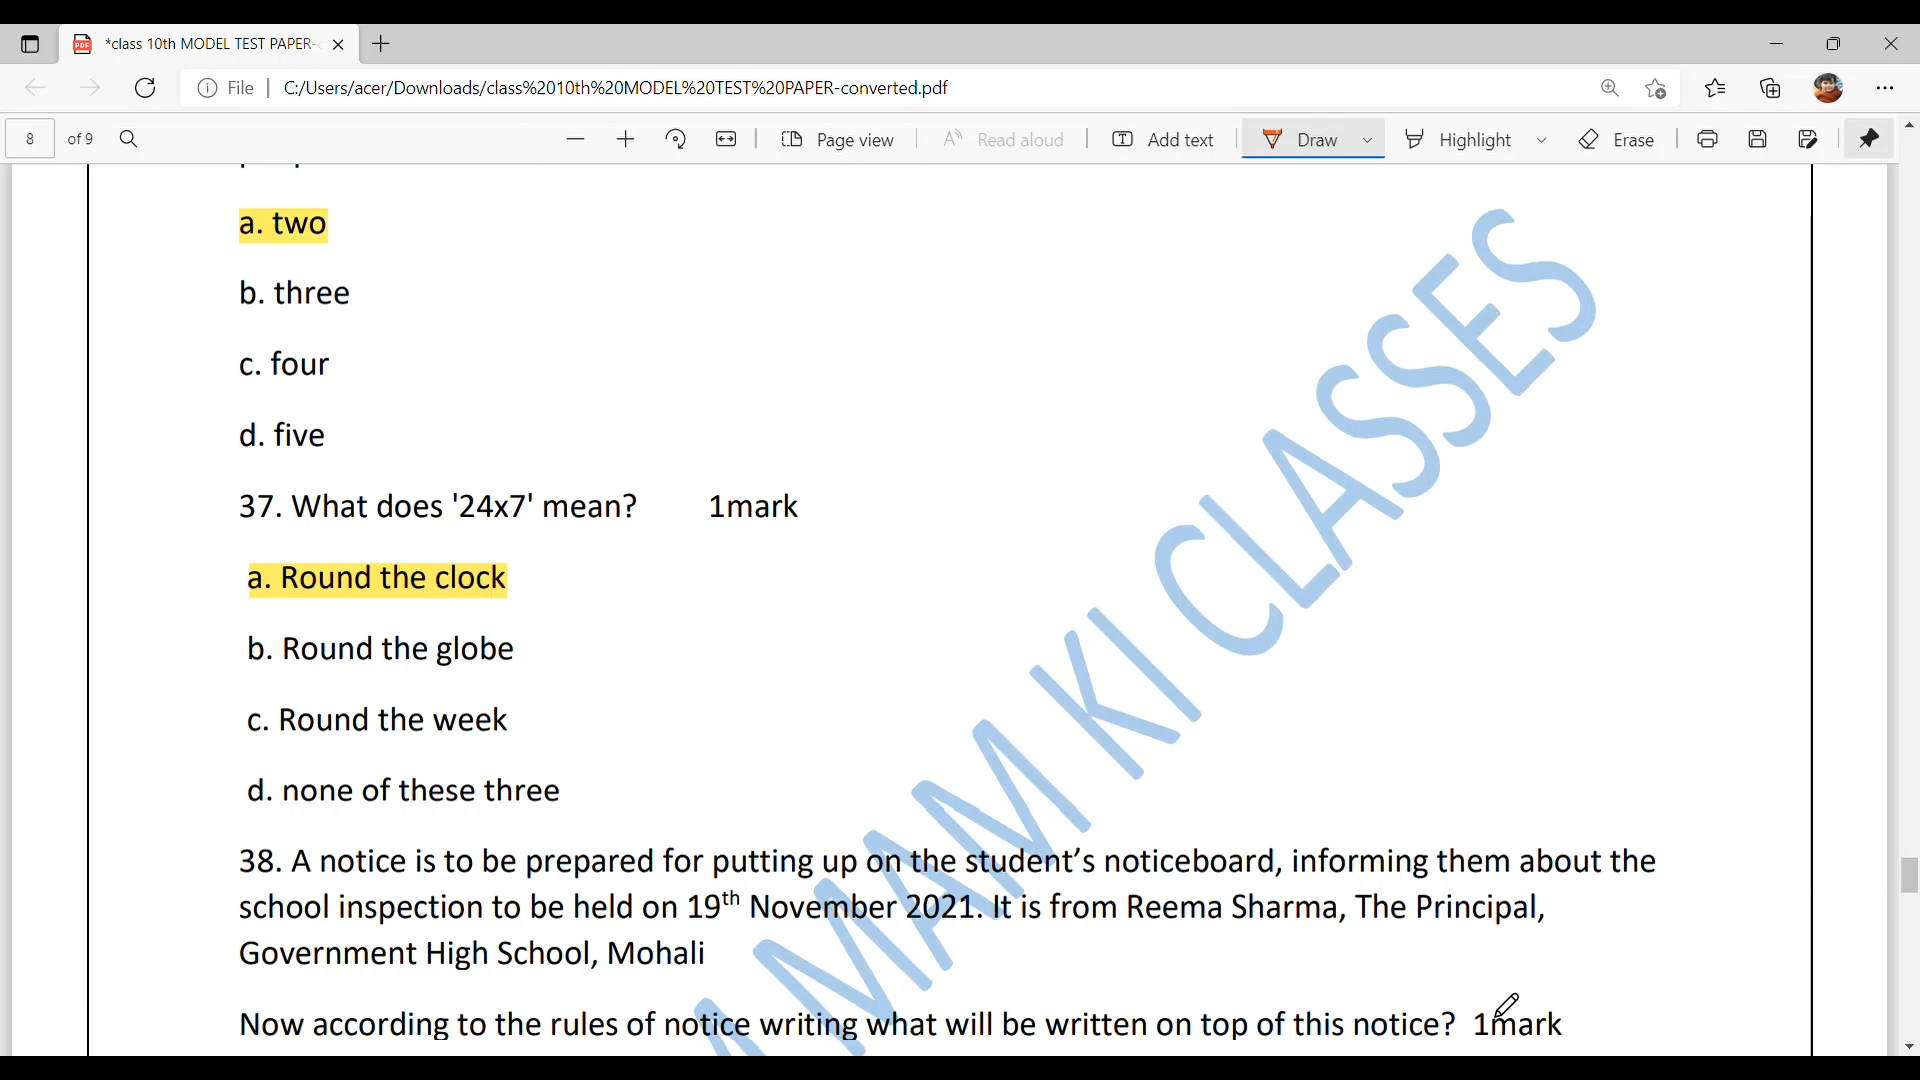 *class 10th MODEL TEST PAPER-
File
C:/Users/acer/Downloads/class%2010th%20MODEL%20TEST%20PAPER-converted.pdf
8 of 9
Page view
Read aloud
Add text
Draw
Highlight
Erase
a. two
b. three
c. four
d. five
37. What does '24x7' mean? 1mark
a. Round the clock
b. Round the globe
c. Round the week
d. none of these three
38. A notice is to be prepared for putting up on the student’s noticeboard, informing them about the
school inspection to be held on 19th November 2021. It is from Reema Sharma, The Principal,
Government High School, Mohali
Now according to the rules of notice writing what will be written on top of this notice? 1mark
MAM KI CLASSES